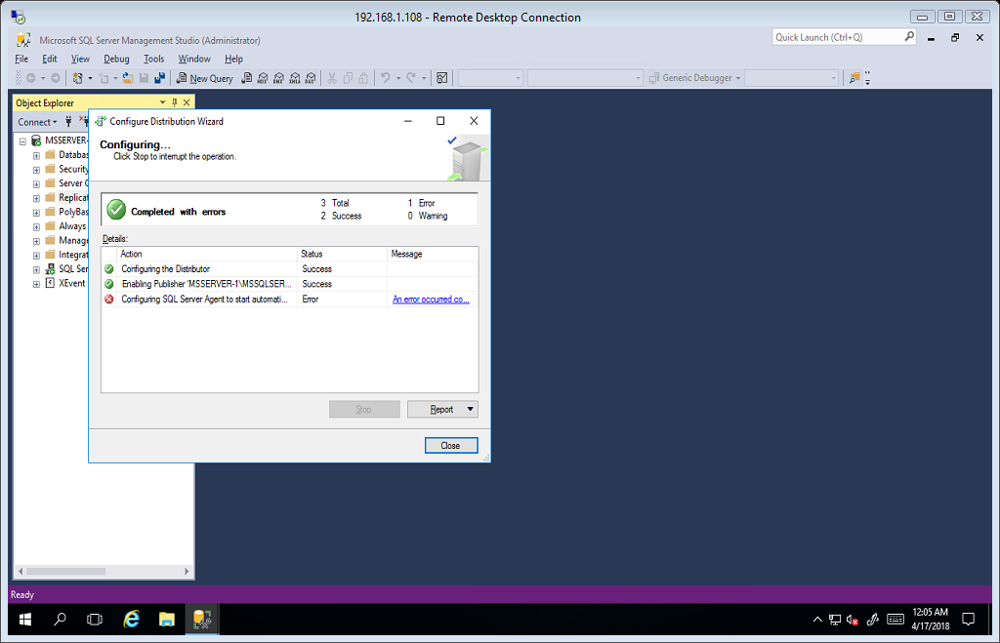 192.168.1.108 - Remote Desktop Connection
Microsoft SQL Server Management Studio (Administrator)
Quick Launch (Ctrl+Q)
File Edit View Debug Tools Window Help
New Query
MDX DMX XMLA DAX
Generic Debugger
Object Explorer
Connect
MSSERVER-
Databas
Security
Server O
Replicat
PolyBas
Always
Manage
Integrat
SQL Ser
XEvent
Configure Distribution Wizard
Configuring...
Click Stop to interrupt the operation.
Completed with errors
3 Total 1 Error
2 Success 0 Warning
Details:
Action Status Message
Configuring the Distributor Success
Enabling Publisher 'MSSERVER-1\MSSQLSER... Success
Configuring SQL Server Agent to start automati... Error An error occurred co...
Stop Report
Close
Ready
12:05 AM
4/17/2018